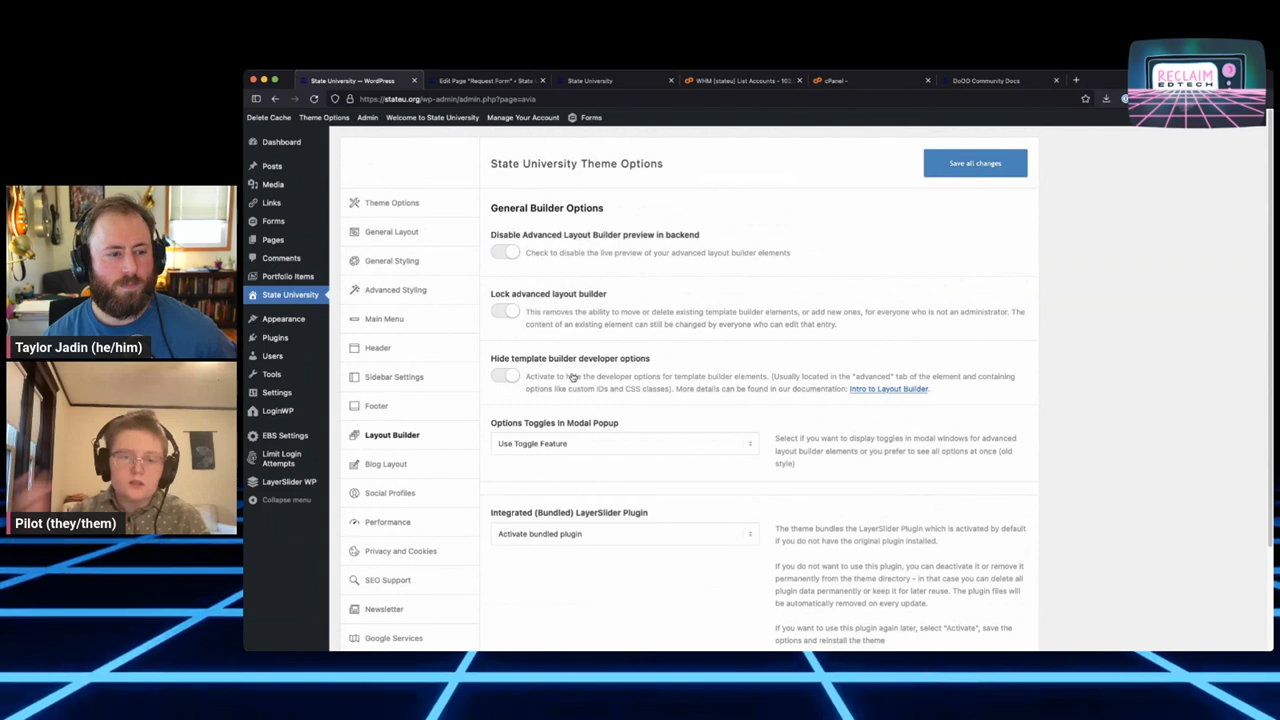 RECLAIM
EDTECH
State University — WordPress
Edit Page "Request Form" ‹ State
State University
WHM [stateu] List Accounts - 102.
cPanel -
DoOO Community Docs
https://stateu.org/wp-admin/admin.php?page=avia
Delete Cache
Theme Options
Admin
Welcome to State University
Manage Your Account
Forms
Dashboard
Posts
Media
Links
Forms
Pages
Comments
Portfolio Items
State University
Appearance
Plugins
Users
Tools
Settings
LoginWP
EBS Settings
Limit Login
Attempts
LayerSlider WP
Collapse menu
Theme Options
General Layout
General Styling
Advanced Styling
Main Menu
Header
Sidebar Settings
Footer
Layout Builder
Blog Layout
Social Profiles
Performance
Privacy and Cookies
SEO Support
Newsletter
Google Services
State University Theme Options
Save all changes
General Builder Options
Disable Advanced Layout Builder preview in backend
Check to disable the live preview of your advanced layout builder elements
Lock advanced layout builder
This removes the ability to move or delete existing template builder elements, or add new ones, for everyone who is not an administrator. The
content of an existing element can still be changed by everyone who can edit that entry.
Hide template builder developer options
Activate to hide the developer options for template builder elements. (Usually located in the "advanced" tab of the element and containing
options like custom IDs and CSS classes). More details can be found in our documentation: Intro to Layout Builder.
Options Toggles In Modal Popup
Use Toggle Feature
Select if you want to display toggles in modal windows for advanced
layout builder elements or you prefer to see all options at once (old
style)
Integrated (Bundled) LayerSlider Plugin
Activate bundled plugin
The theme bundles the LayerSlider Plugin which is activated by default
if you do not have the original plugin installed.
If you do not want to use this plugin, you can deactivate it or remove it
permanently from the theme directory - in that case you can delete all
plugin data permanently or keep it for later reuse. The plugin files will
be automatically removed on every update.
If you want to use this plugin again later, select "Activate", save the
options and reinstall the theme
Taylor Jadin (he/him)
Pilot (they/them)